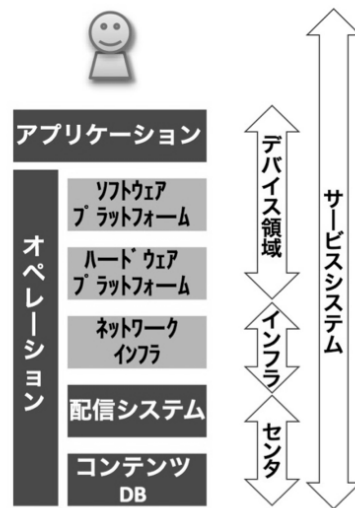 アプリケーション
オペレーション
ソフトウェア
プラットフォーム
ハードウェア
プラットフォーム
ネットワーク
インフラ
配信システム
コンテンツ
DB
デバイス領域
インフラ
センタ
サービスシステム